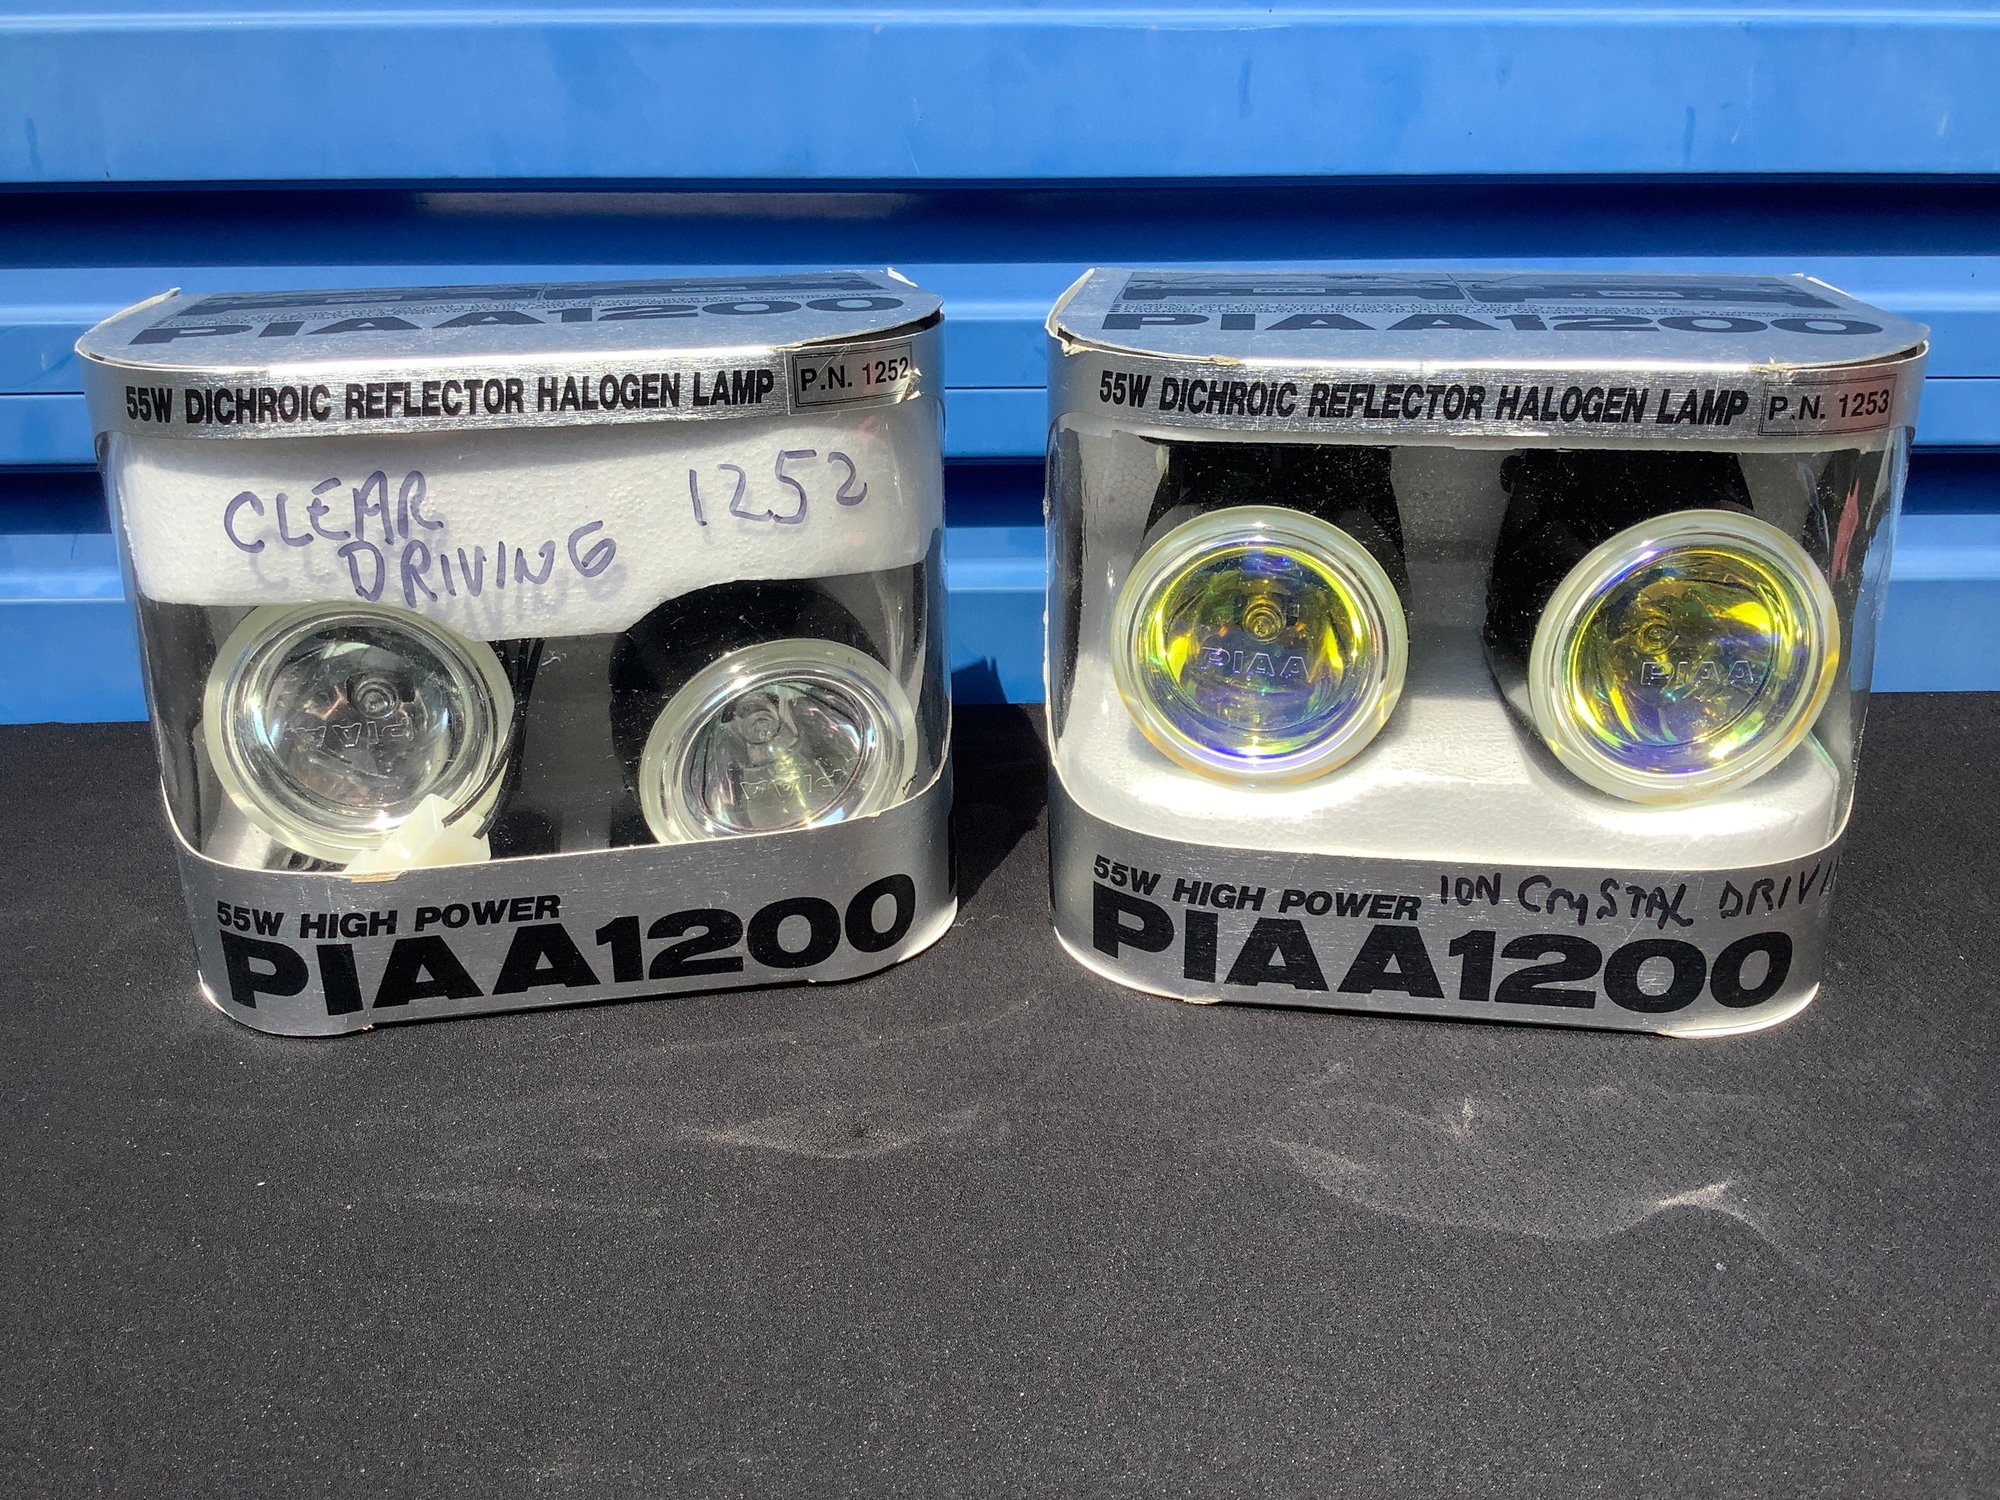 PIAA1200
55W DICHROIC REFLECTOR HALOGEN LAMP
P.N. 1252
CLEAR 1252
DRIVING
PIAA
PIAA
55W HIGH POWER
PIAA1200
PIAA1200
55W DICHROIC REFLECTOR HALOGEN LAMP
P.N. 1253
PIAA
PIAA
55W HIGH POWER
ION CRYSTAL DRIVI
PIAA1200